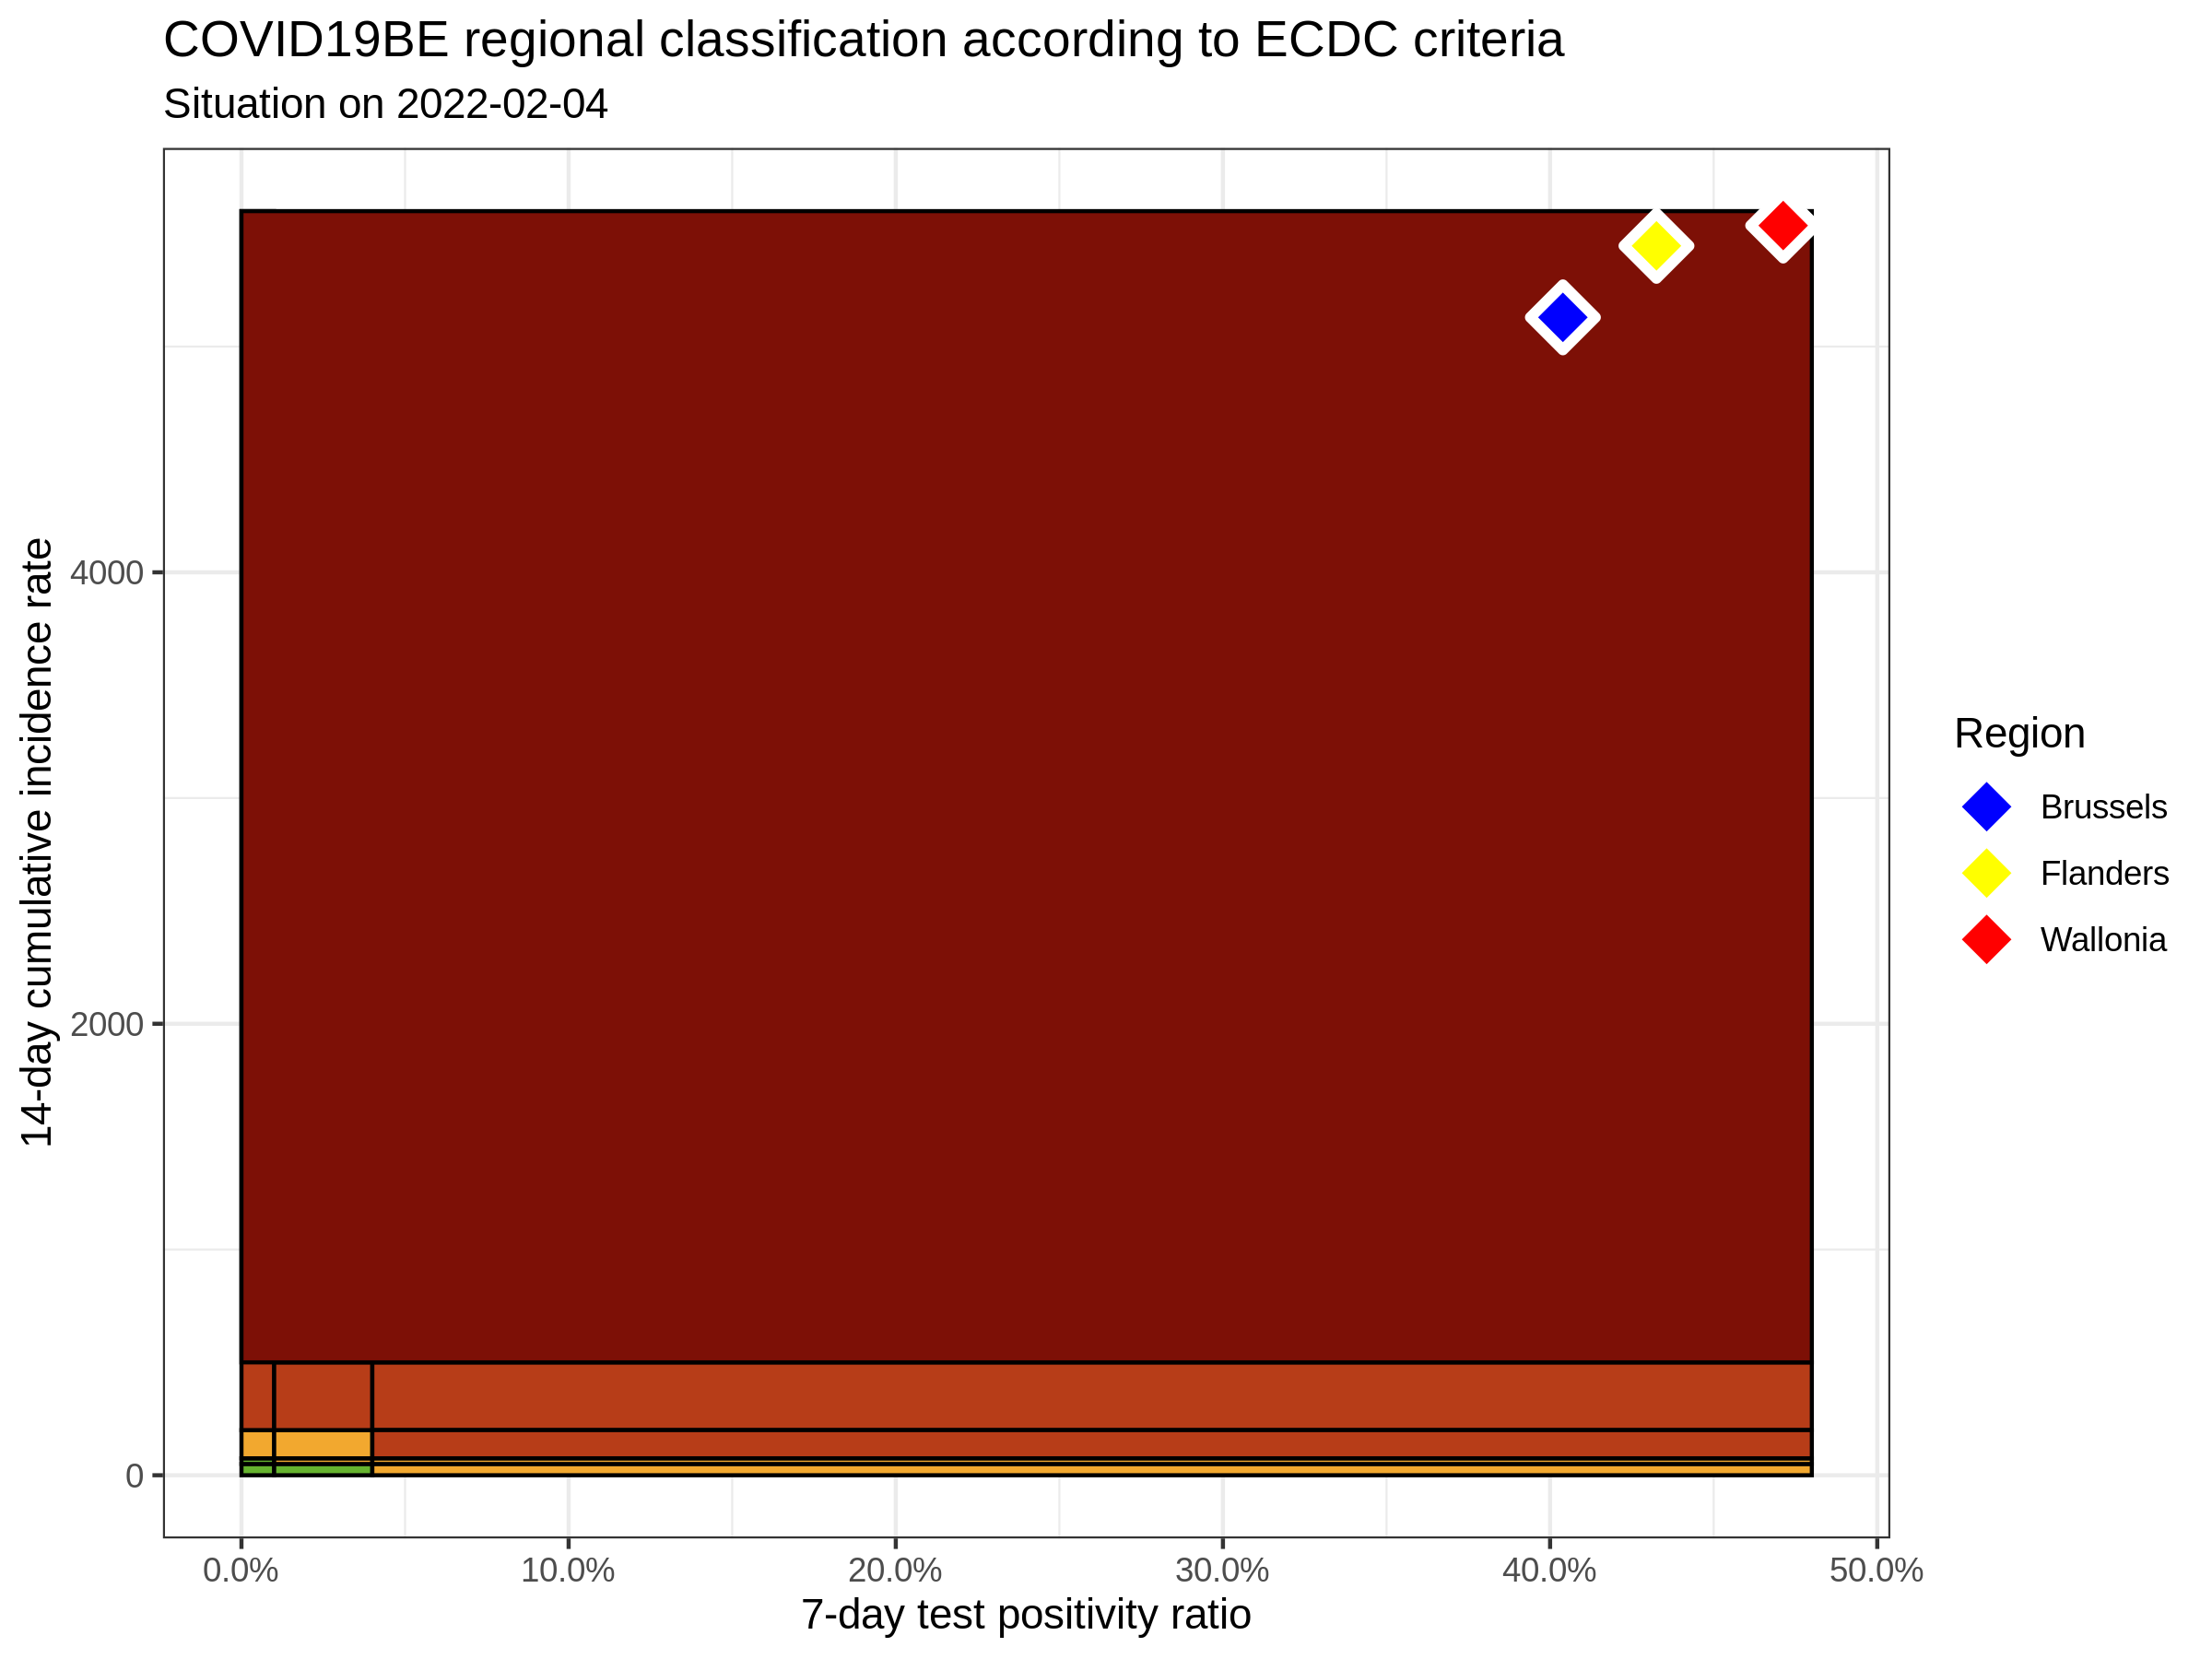 COVID19BE regional classification according to ECDC criteria
Situation on 2022-02-04
14-day cumulative incidence rate
4000
2000
0
0.0% 10.0% 20.0% 30.0% 40.0% 50.0%
7-day test positivity ratio
Region
Brussels
Flanders
Wallonia